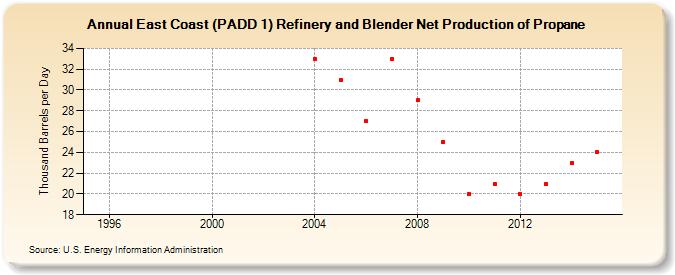 Annual East Coast (PADD 1) Refinery and Blender Net Production of Propane
Thousand Barrels per Day
34
32
30
28
26
24
22
20
18
1996 2000 2004 2008 2012
Source: U.S. Energy Information Administration